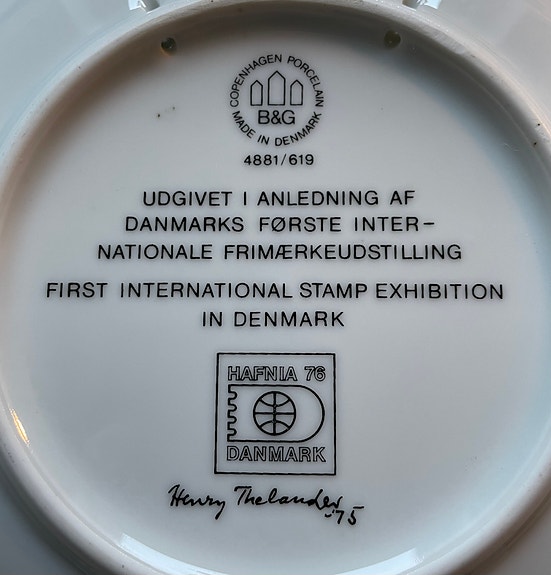 COPENHAGEN PORCELAIN
B&G
MADE IN DENMARK
4881/619
UDGIVET I ANLEDNING AF
DANMARKS FØRSTE INTER-
NATIONALE FRIMÆRKEUDSTILLING
FIRST INTERNATIONAL STAMP EXHIBITION
IN DENMARK
HAFNIA 76
DANMARK
Henry Thelander
-75